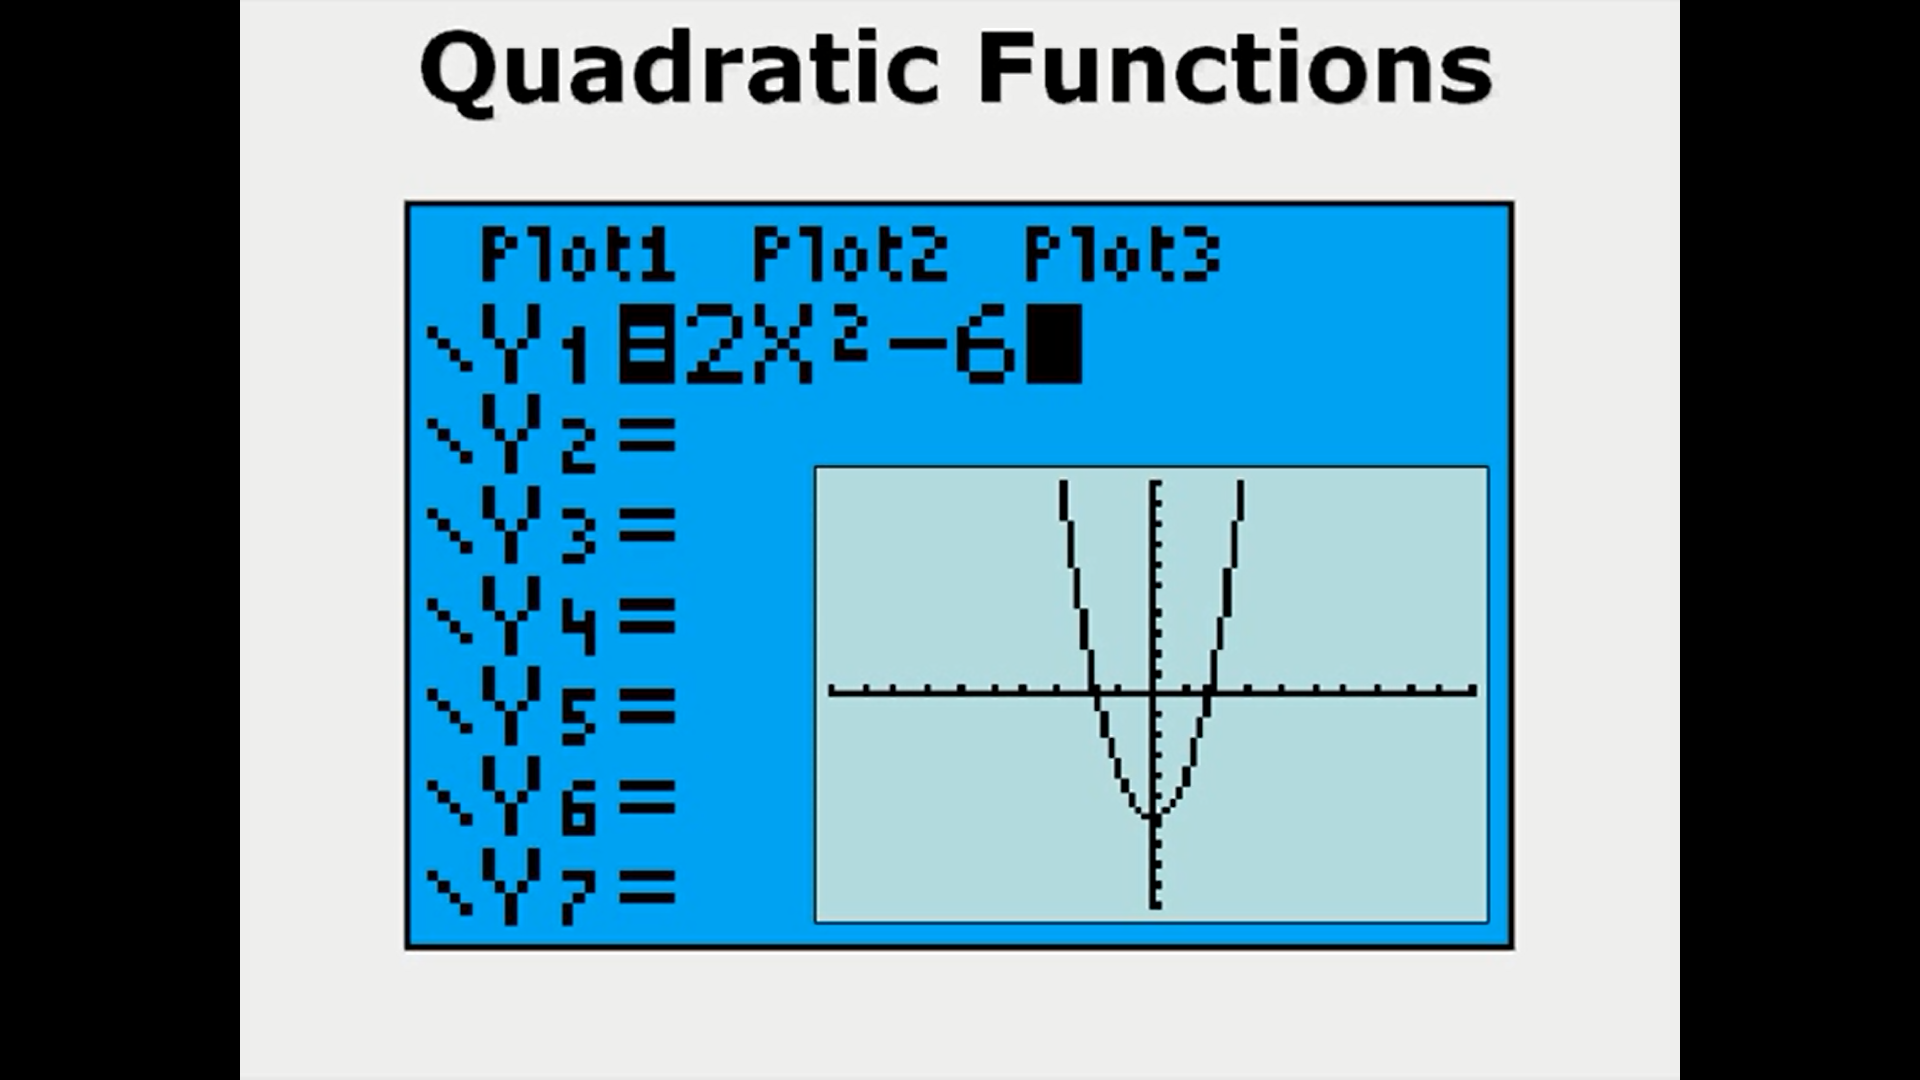 Quadratic Functions
Plot1 Plot2 Plot3
\Y₁=2X²-6
\Y₂=
\Y₃=
\Y₄=
\Y₅=
\Y₆=
\Y₇=